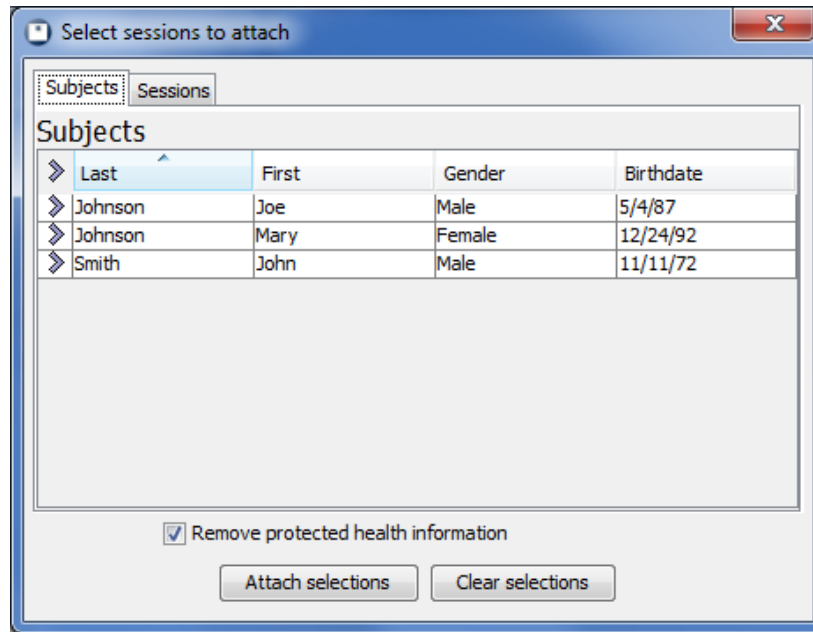 Select sessions to attach
Subjects Sessions
Subjects
Last First Gender Birthdate
Johnson Joe Male 5/4/87
Johnson Mary Female 12/24/92
Smith John Male 11/11/72
Remove protected health information
Attach selections Clear selections